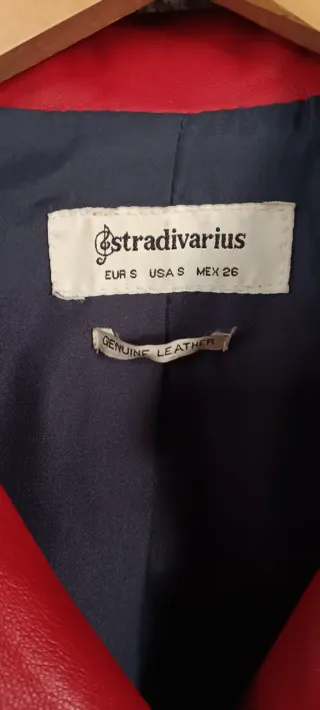 stradivarius
EUR S USA S MEX 26
GENUINE LEATHER